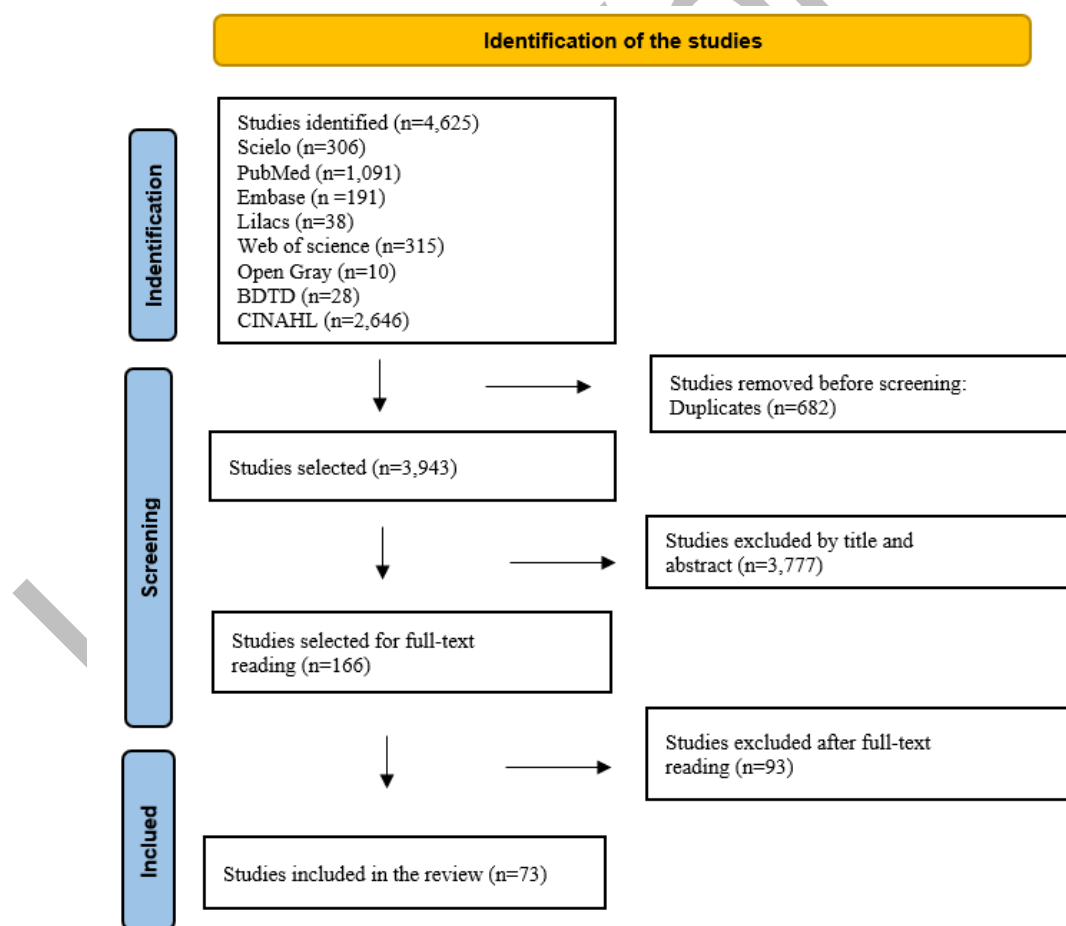 Identification of the studies
Indentification
Studies identified (n=4,625)
Scielo (n=306)
PubMed (n=1,091)
Embase (n =191)
Lilacs (n=38)
Web of science (n=315)
Open Gray (n=10)
BDTD (n=28)
CINAHL (n=2,646)
Studies removed before screening:
Duplicates (n=682)
Screening
Studies selected (n=3,943)
Studies excluded by title and
abstract (n=3,777)
Studies selected for full-text
reading (n=166)
Studies excluded after full-text
reading (n=93)
Inclued
Studies included in the review (n=73)